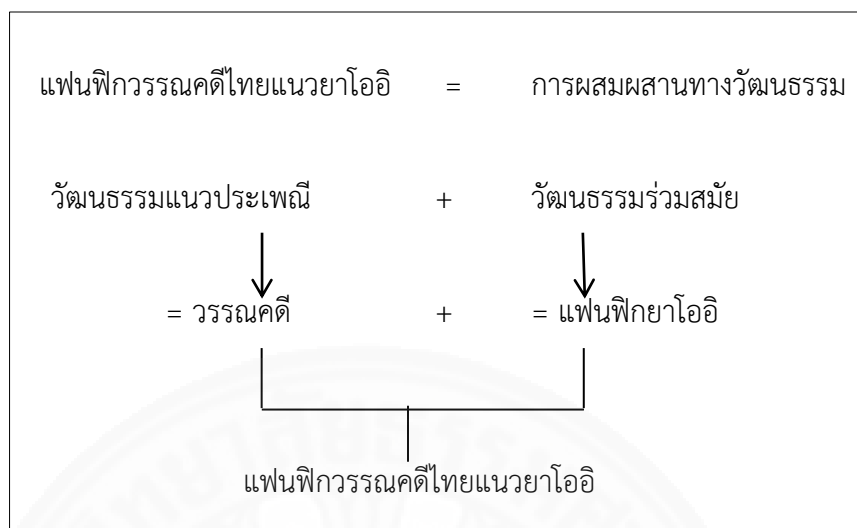 แฟนฟิกวรรณคดีไทยแนวยาโออิ = การผสมผสานทางวัฒนธรรม
วัฒนธรรมแนวประเพณี + วัฒนธรรมร่วมสมัย
= วรรณคดี + = แฟนฟิกยาโออิ
แฟนฟิกวรรณคดีไทยแนวยาโออิ